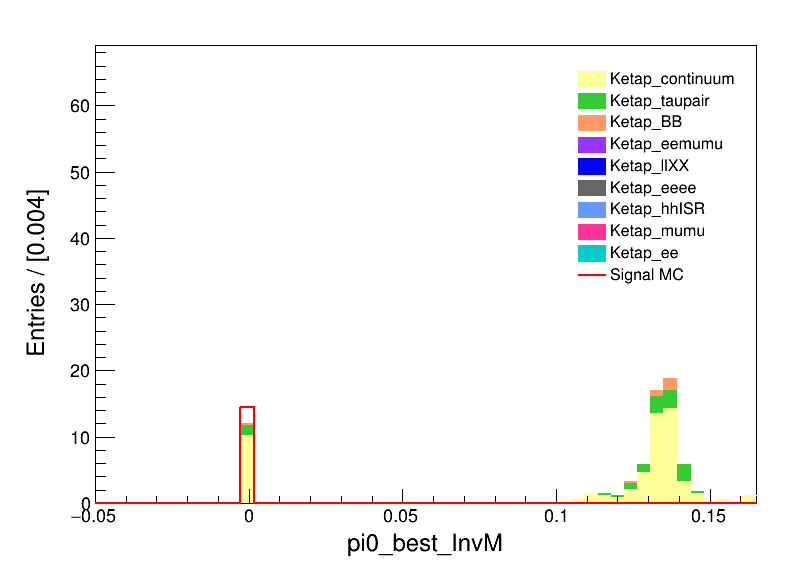 Ketap_continuum
Ketap_taupair
Ketap_BB
Ketap_eemumu
Ketap_llXX
Ketap_eeee
Ketap_hhISR
Ketap_mumu
Ketap_ee
Signal MC
Entries / [0.004]
60
50
40
30
20
10
0
−0.05 0 0.05 0.1 0.15
pi0_best_InvM